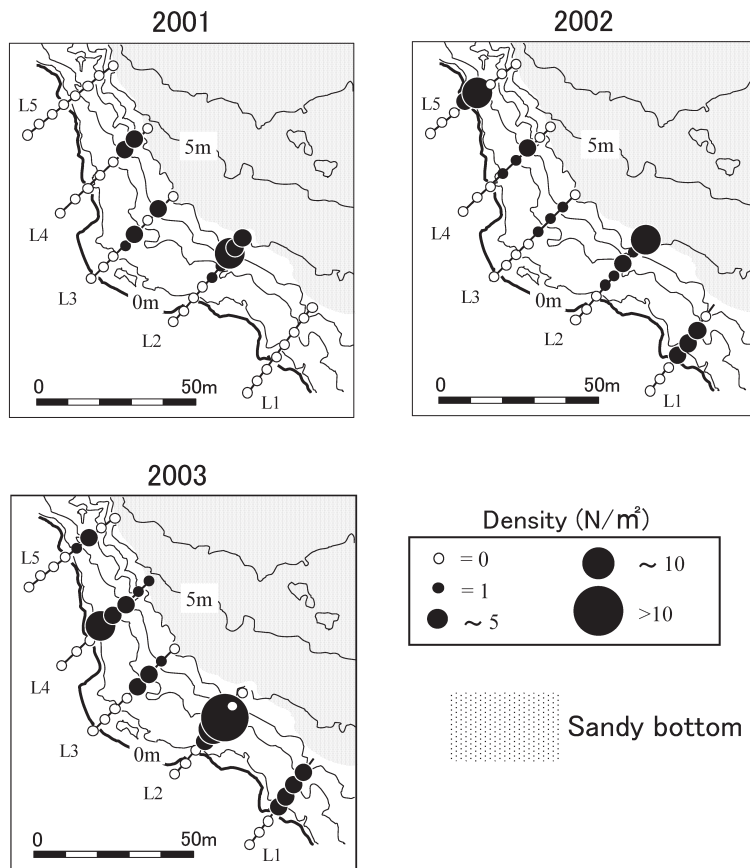 2001
2002
L5
5m
L4
L3
0m
L2
L1
0
50m
L5
5m
L4
L3
0m
L2
L1
0
50m
2003
L5
5m
L4
L3
0m
L2
L1
0
50m
Density (N/㎡)
= 0
= 1
~ 5
~ 10
>10
Sandy bottom